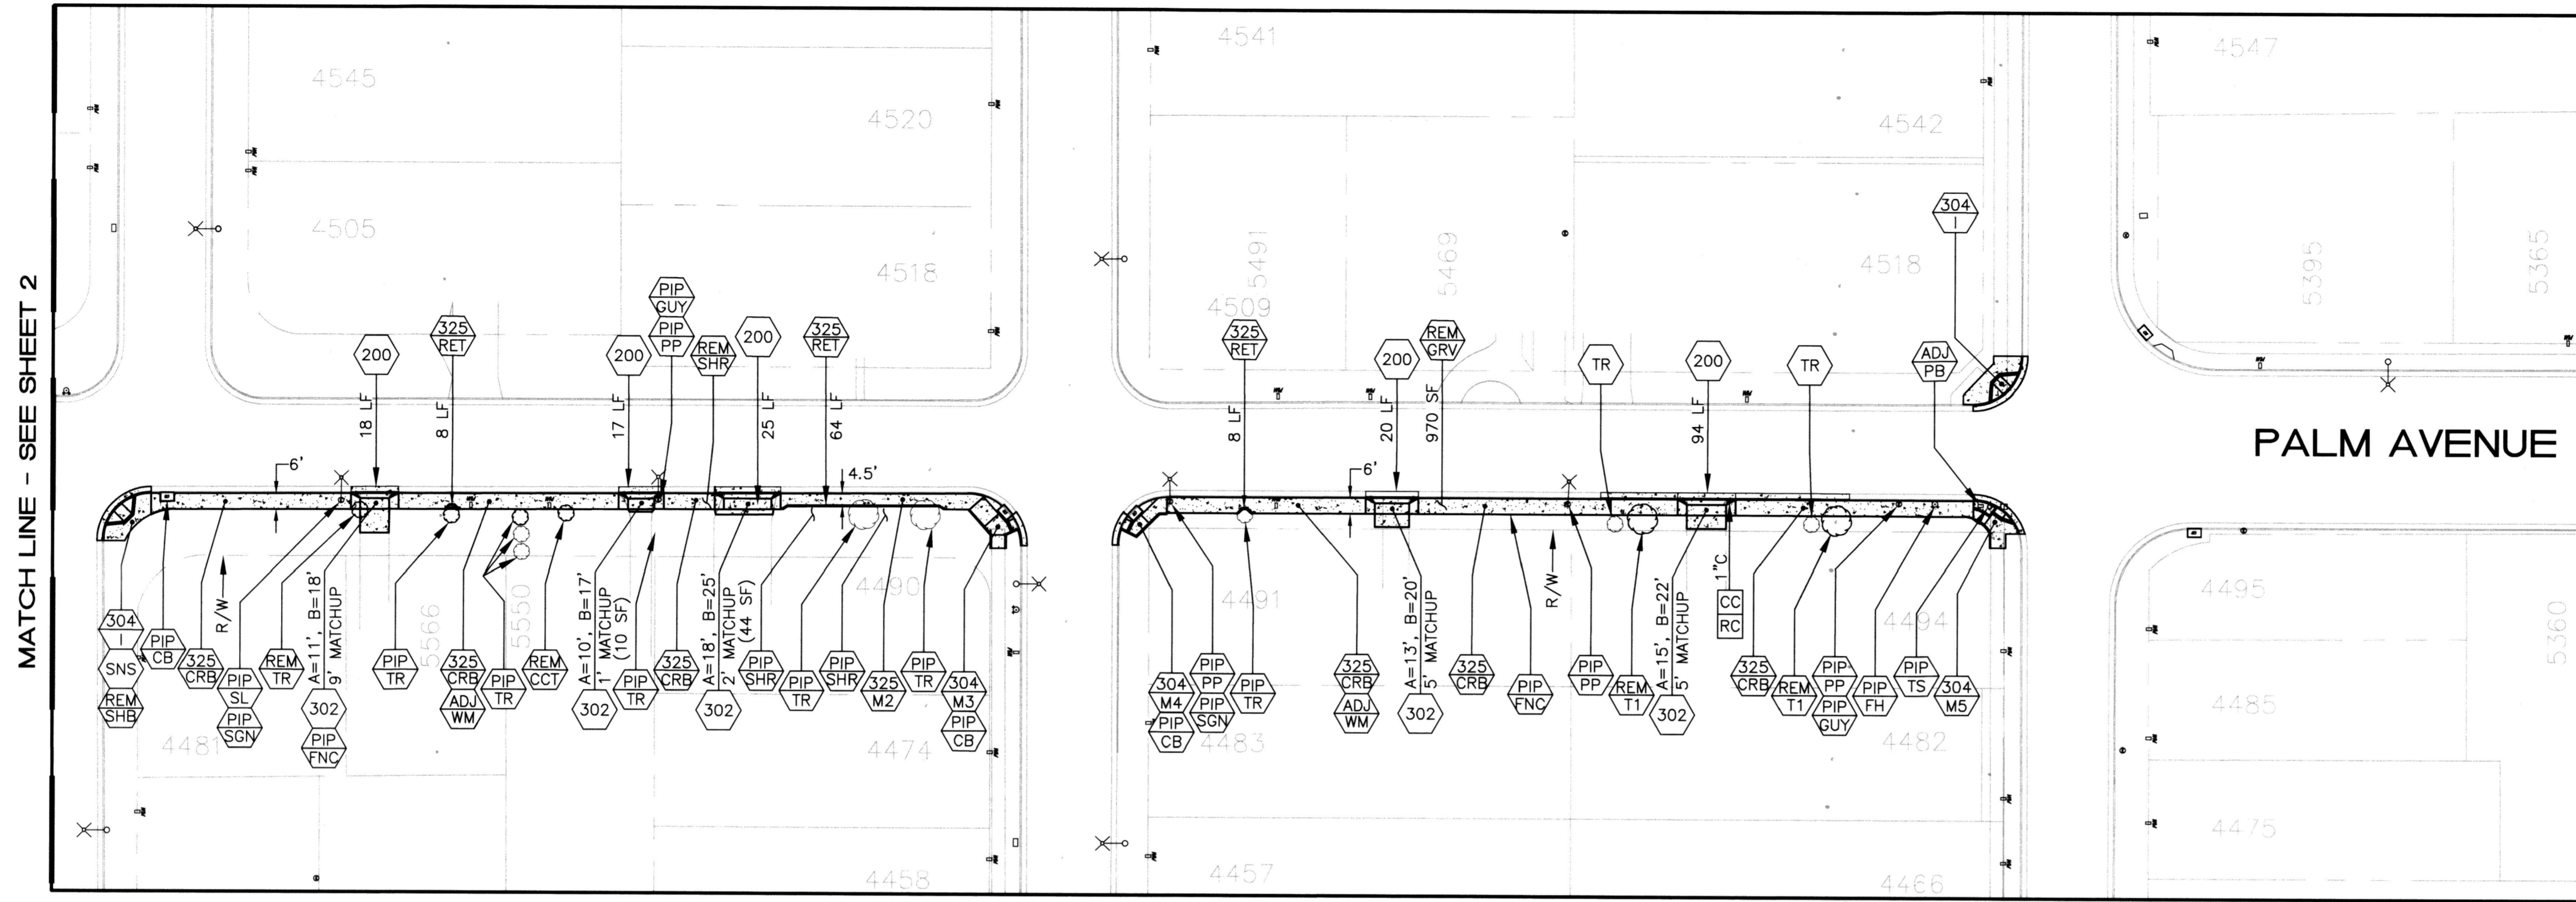 MATCH LINE - SEE SHEET 2
4545
4505
4520
4518
4541
5491
4509
5469
4542
4518
4547
5395
5365
304
I
200
325
RET
200
PIP
GUY
PIP
PP
REM
SHR
200
325
RET
325
RET
200
REM
GRV
TR
200
TR
ADJ
PB
18 LF
8 LF
17 LF
25 LF
64 LF
8 LF
20 LF
970 SF
94 LF
PALM AVENUE
6'
4.5'
6'
R/W
R/W
304
I
SNS
REM
SHB
PIP
CB
325
CRB
PIP
SL
PIP
SGN
REM
TR
A=11', B=18'
9' MATCHUP
302
PIP
FNC
PIP
TR
5566
325
CRB
ADJ
WM
PIP
TR
5550
REM
CCT
A=10', B=17'
1' MATCHUP
(10 SF)
302
PIP
TR
325
CRB
A=18', B=25'
2' MATCHUP
(44 SF)
302
PIP
SHR
PIP
TR
PIP
SHR
325
M2
PIP
TR
304
M3
PIP
CB
4490
4481
4474
4458
304
M4
PIP
CB
PIP
PP
PIP
SGN
PIP
TR
4491
4483
4457
325
CRB
ADJ
WM
A=13', B=20'
5' MATCHUP
302
325
CRB
PIP
FNC
PIP
PP
REM
T1
A=15', B=22'
5' MATCHUP
302
1"C
CC
RC
325
CRB
REM
T1
PIP
PP
PIP
GUY
PIP
FH
PIP
TS
304
M5
4494
4482
4466
4495
4485
4475
5360